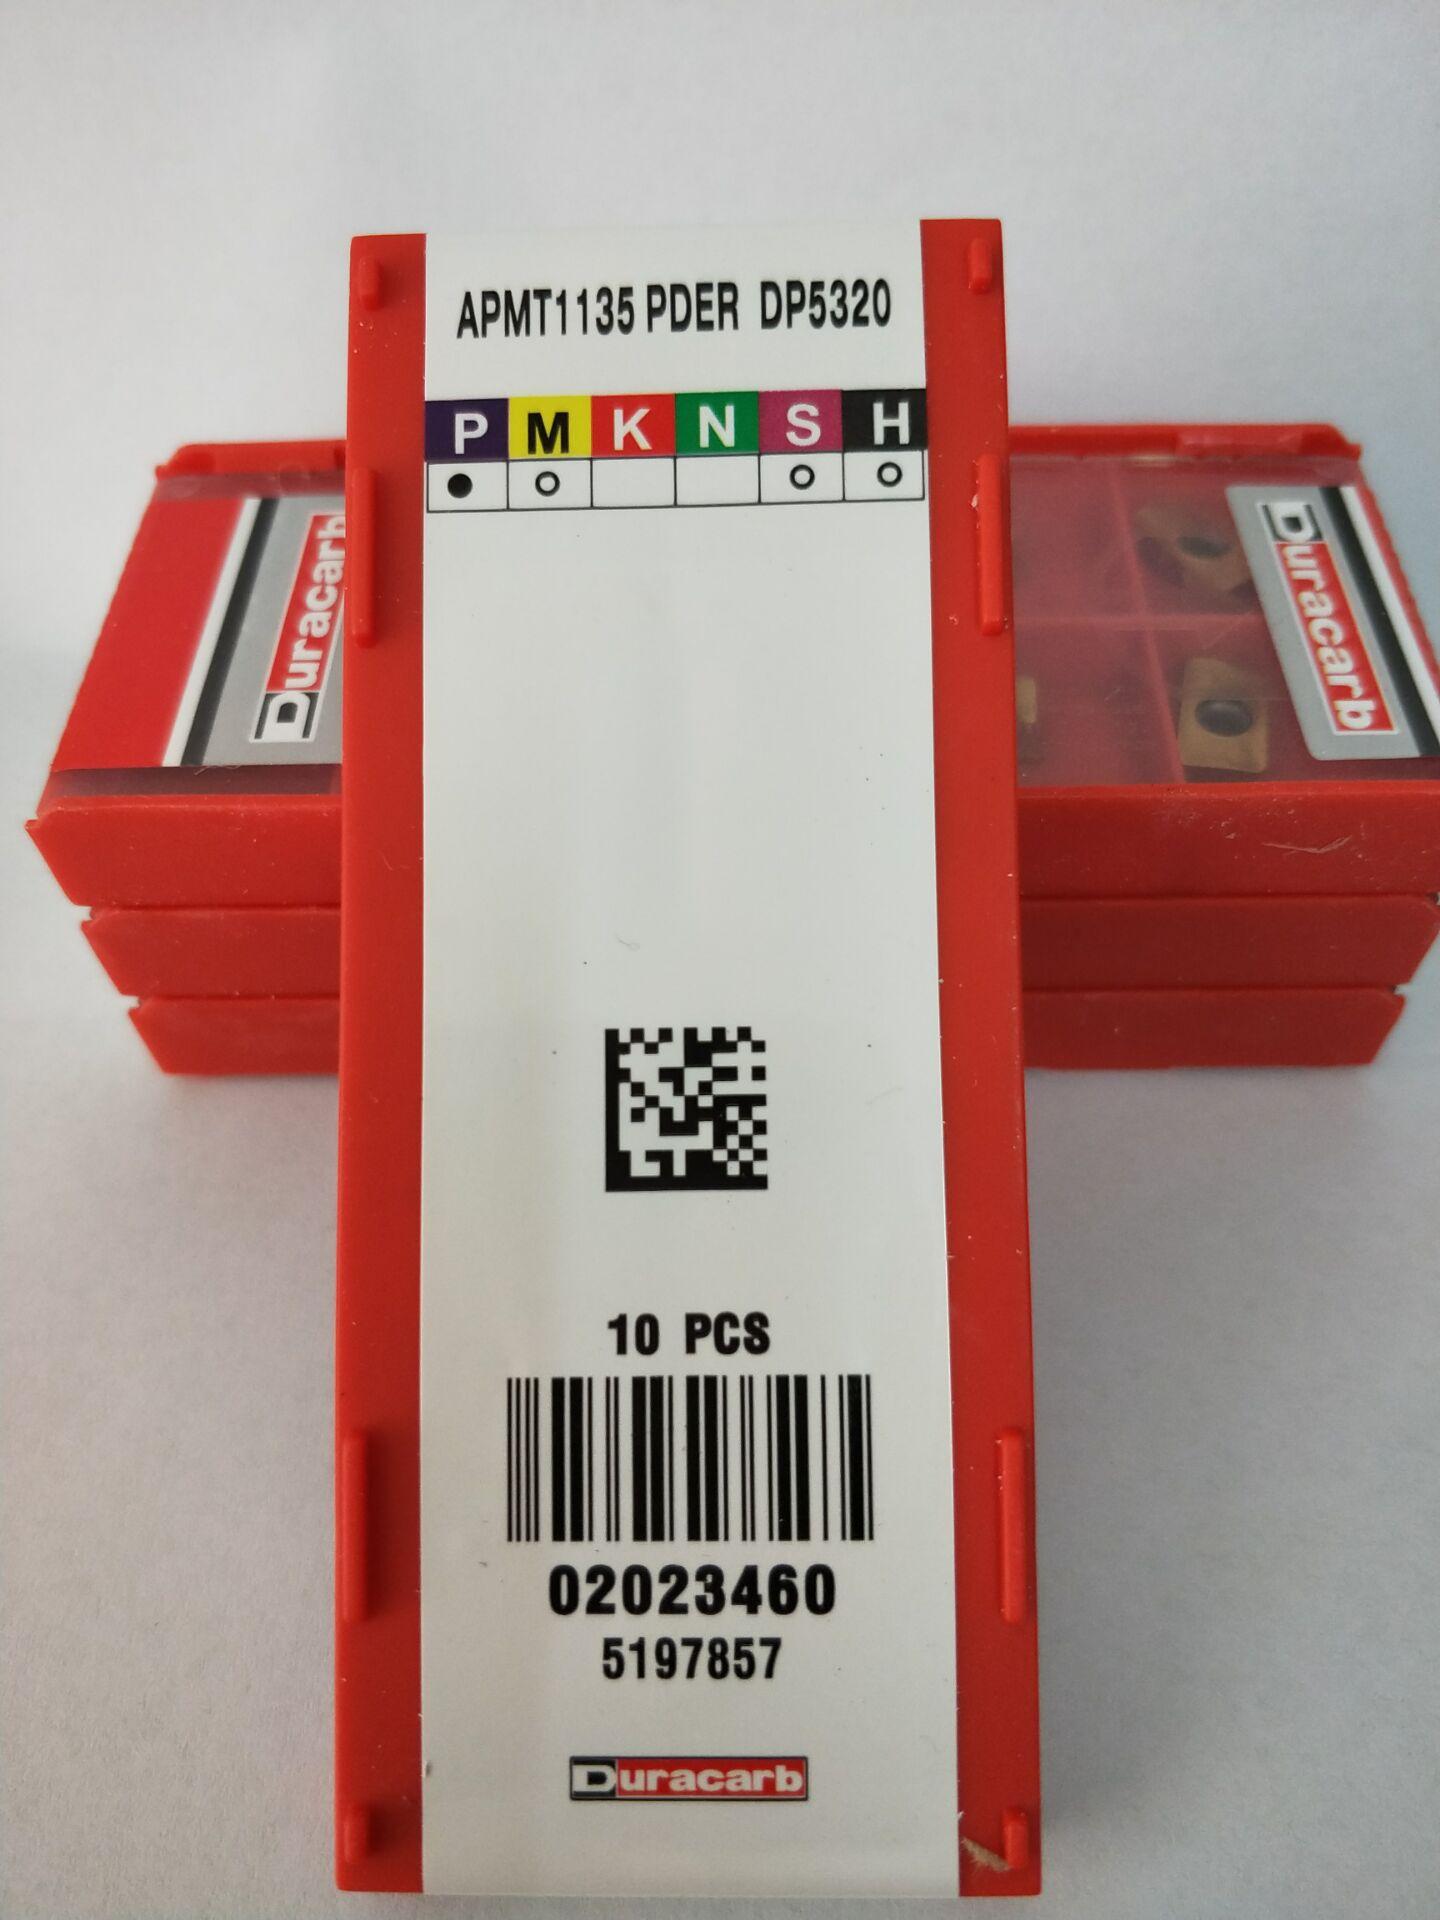 APMT1135 PDER DP5320
P M K N S H
Duracarb
Duracarb
10 PCS
02023460
5197857
Duracarb